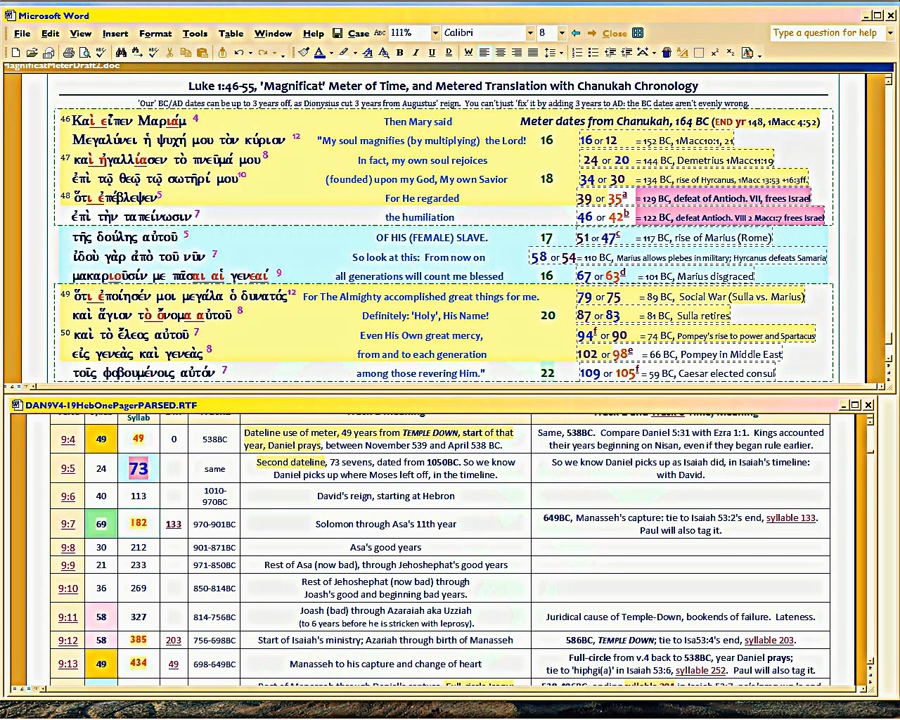 Microsoft Word
File Edit View Insert Format Tools Table Window Help Case 111% Calibri 8 Close Type a question for help
MagnificatMeterDraft2.doc
Luke 1:46-55, 'Magnificat' Meter of Time, and Metered Translation with Chanukah Chronology
'Our' BC/AD dates can be up to 3 years off, as Dionysius cut 3 years from Augustus' reign. You can't just 'fix' it by adding 3 years to AD: the BC dates aren't evenly wrong.
46 Καὶ εἶπεν Μαριάμ 4 Then Mary said Meter dates from Chanukah, 164 BC (END yr 148, 1Macc 4:52)
Μεγαλύνει ἡ ψυχή μου τὸν κύριον 12 "My soul magnifies (by multiplying) the Lord! 16 16 or 12 = 152 BC, 1Macc10:1, 21
47 καὶ ἠγαλλίασεν τὸ πνεῦμά μου 8 In fact, my own soul rejoices 24 or 20 = 144 BC, Demetrius 1Macc11:19
ἐπὶ τῷ θεῷ τῷ σωτῆρί μου 10 (founded) upon my God, My own Savior 18 34 or 30 = 134 BC, rise of Hyrcanus, 1Macc 13:53 +16:3ff.
48 ὅτι ἐπέβλεψεν 5 For He regarded 39 or 35a = 129 BC, defeat of Antioch. VII, frees Israel
ἐπὶ τὴν ταπείνωσιν 7 the humiliation 46 or 42b = 122 BC, defeat Antioch. VIII 2 Macc1:7 frees Israel
τῆς δούλης αὐτοῦ 5 OF HIS (FEMALE) SLAVE. 17 51 or 47c = 117 BC, rise of Marius (Rome)
ἰδοὺ γὰρ ἀπὸ τοῦ νῦν 7 So look at this: From now on 58 or 54 = 110 BC, Marius allows plebes in military; Hyrcanus defeats Samaria
μακαριοῦσίν με πᾶσαι αἱ γενεαί 9 all generations will count me blessed 16 67 or 63d = 101 BC, Marius disgraced
49 ὅτι ἐποίησέν μοι μεγάλα ὁ δυνατός 12 For The Almighty accomplished great things for me. 79 or 75 = 89 BC, Social War (Sulla vs. Marius)
καὶ ἅγιον τὸ ὄνομα αὐτοῦ 8 Definitely: 'Holy', His Name! 20 87 or 83 = 81 BC, Sulla retires
50 καὶ τὸ ἔλεος αὐτοῦ 7 Even His Own great mercy, 94f or 90 = 74 BC, Pompey's rise to power and Spartacus
εἰς γενεὰς καὶ γενεὰς 8 from and to each generation 102 or 98e = 66 BC, Pompey in Middle East
τοῖς φοβουμένοις αὐτόν 7 among those revering Him." 22 109 or 105f = 59 BC, Caesar elected consul
DAN9V4-19HebOnePagerPARSED.RTF
Syllab
9:4 49 49 0 538BC Dateline use of meter, 49 years from TEMPLE DOWN, start of that Same, 538BC. Compare Daniel 5:31 with Ezra 1:1. Kings accounted
year, Daniel prays, between November 539 and April 538 BC. their years beginning on Nisan, even if they began rule earlier.
9:5 24 73 same Second dateline, 73 sevens, dated from 1050BC. So we know So we know Daniel picks up as Isaiah did, in Isaiah's timeline:
Daniel picks up where Moses left off, in the timeline. with David.
9:6 40 113 1010-970BC David's reign, starting at Hebron
9:7 69 182 133 970-901BC Solomon through Asa's 11th year 649BC, Manasseh's capture: tie to Isaiah 53:2's end, syllable 133.
Paul will also tag it.
9:8 30 212 901-871BC Asa's good years
9:9 21 233 971-850BC Rest of Asa (now bad), through Jehoshephat's good years
9:10 36 269 850-814BC Rest of Jehoshephat (now bad) through
Joash's good and beginning bad years.
9:11 58 327 814-756BC Joash (bad) through Azaraiah aka Uzziah Juridical cause of Temple-Down, bookends of failure. Lateness.
(to 6 years before he is stricken with leprosy).
9:12 58 385 203 756-698BC Start of Isaiah's ministry; Azariah through birth of Manasseh 586BC, TEMPLE DOWN; tie to Isa53:4's end, syllable 203.
9:13 49 434 49 698-649BC Manasseh to his capture and change of heart Full-circle from v.4 back to 538BC, year Daniel prays;
tie to 'hiphgi(a)' in Isaiah 53:6, syllable 252. Paul will also tag it.